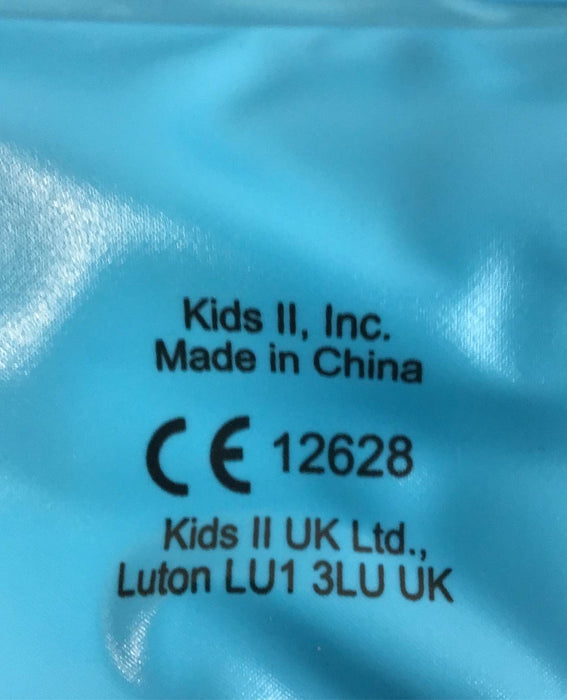 Kids II, Inc.
Made in China
CE 12628
Kids II UK Ltd.,
Luton LU1 3LU UK